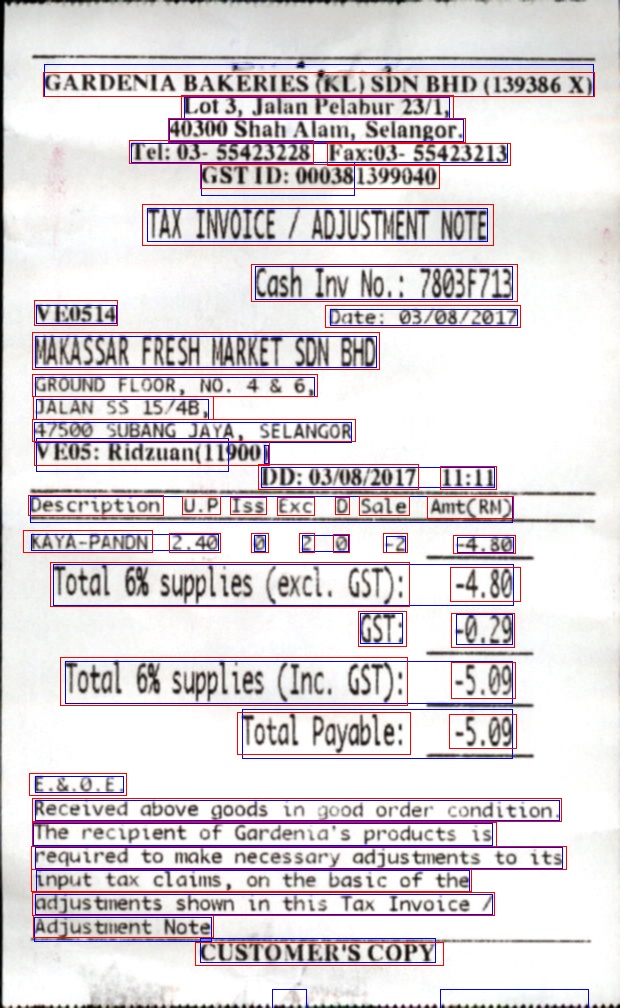 GARDENIA BAKERIES (KL) SDN BHD (139386 X)
Lot 3, Jalan Pelabur 23/1,
40300 Shah Alam, Selangor.
Tel: 03- 55423228 Fax:03- 55423213
GST ID: 000381399040
TAX INVOICE / ADJUSTMENT NOTE
Cash Inv No.: 7803F713
VE0514 Date: 03/08/2017
MAKASSAR FRESH MARKET SDN BHD
GROUND FLOOR, NO. 4 & 6,
JALAN SS 15/4B,
47500 SUBANG JAYA, SELANGOR
VE05: Ridzuan(11900)
DD: 03/08/2017 11:11
Description U.P Iss Exc D Sale Amt(RM)
KAYA-PANDN 2.40 0 2 0 -2 -4.80
Total 6% supplies (excl. GST): -4.80
GST: -0.29
Total 6% supplies (Inc. GST): -5.09
Total Payable: -5.09
E.&.O.E.
Received above goods in good order condition.
The recipient of Gardenia's products is
required to make necessary adjustments to its
input tax claims, on the basic of the
adjustments shown in this Tax Invoice /
Adjustment Note
CUSTOMER'S COPY